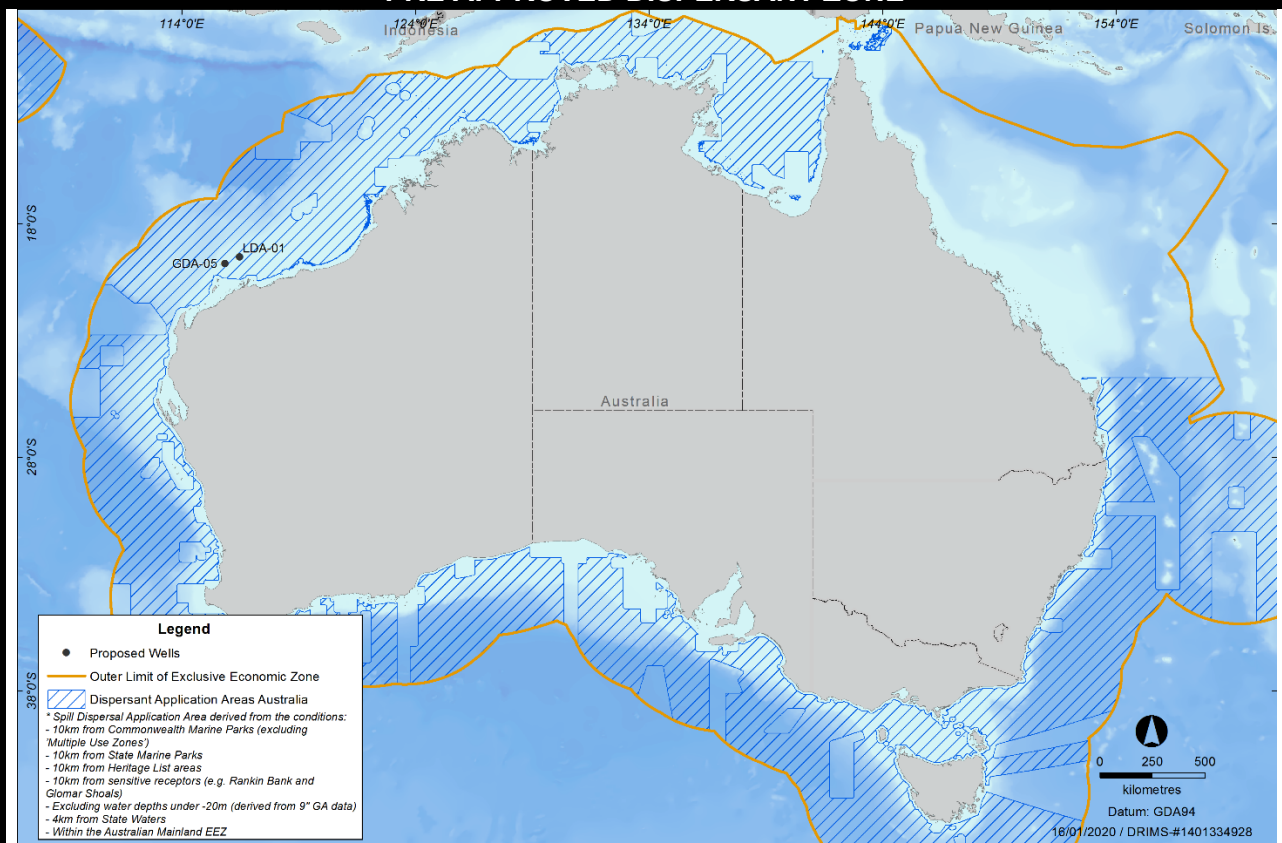 PRE APPROVED DISPERSANT ZONE
114°0'E
124°0'E
134°0'E
144°0'E
154°0'E
Indonesia
Papua New Guinea
Solomon Is.
18°0'S
LDA-01
GDA-05
Australia
28°0'S
38°0'S
Legend
Proposed Wells
Outer Limit of Exclusive Economic Zone
Dispersant Application Areas Australia
* Spill Dispersal Application Area derived from the conditions:
- 10km from Commonwealth Marine Parks (excluding
'Multiple Use Zones')
- 10km from State Marine Parks
- 10km from Heritage List areas
- 10km from sensitive receptors (e.g. Rankin Bank and
Glomar Shoals)
- Excluding water depths under -20m (derived from 9" GA data)
- 4km from State Waters
- Within the Australian Mainland EEZ
0 250 500
kilometres
Datum: GDA94
16/01/2020 / DRIMS-#1401334928